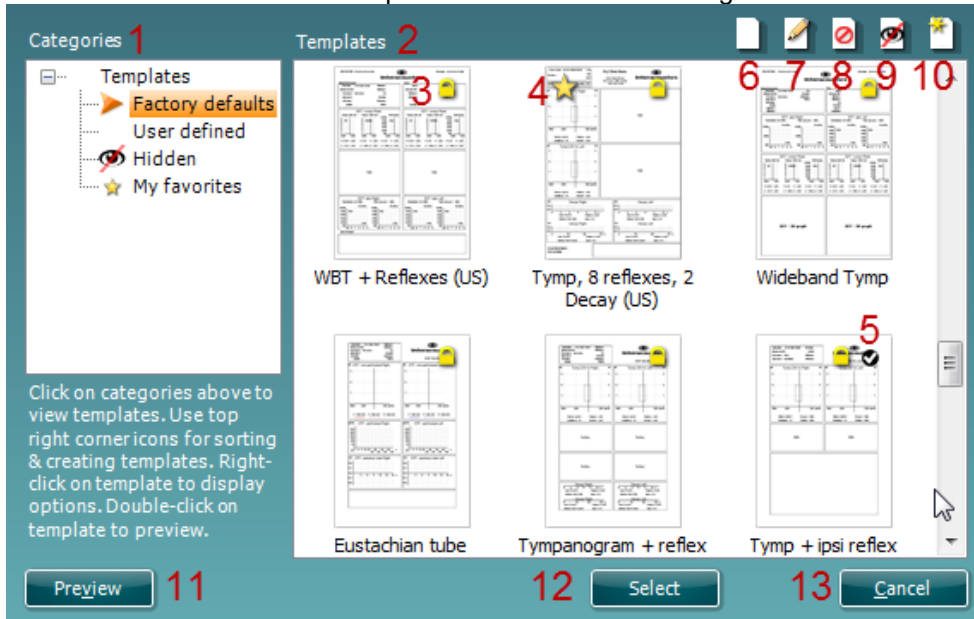 Categories 1
Templates 2
6 7 8 9 10
Templates
Factory defaults
User defined
Hidden
My favorites
3
4
WBT + Reflexes (US)
Tymp, 8 reflexes, 2
Decay (US)
Wideband Tymp
5
Eustachian tube
Tympanogram + reflex
Tymp + ipsi reflex
Click on categories above to
view templates. Use top
right corner icons for sorting
& creating templates. Right-
click on template to display
options. Double-click on
template to preview.
Preview 11
12 Select
13 Cancel